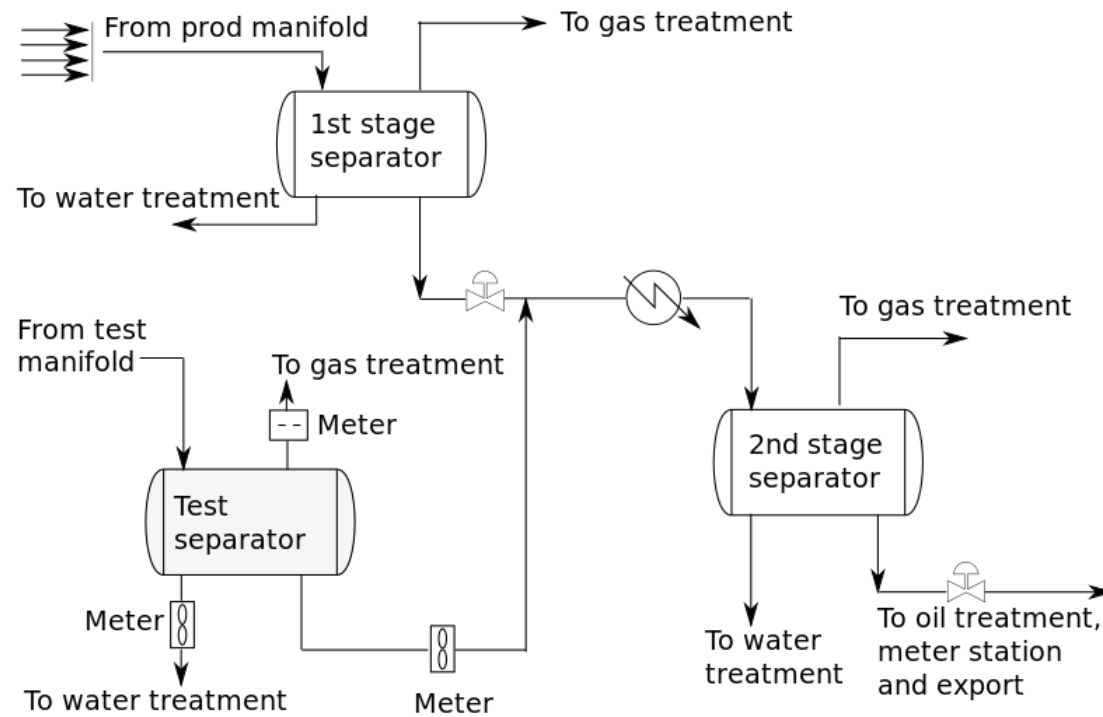 From prod manifold
To gas treatment
1st stage
separator
To water treatment
From test
manifold
To gas treatment
Meter
To gas treatment
Test
separator
2nd stage
separator
Meter
To water treatment
Meter
To water
treatment
To oil treatment,
meter station
and export